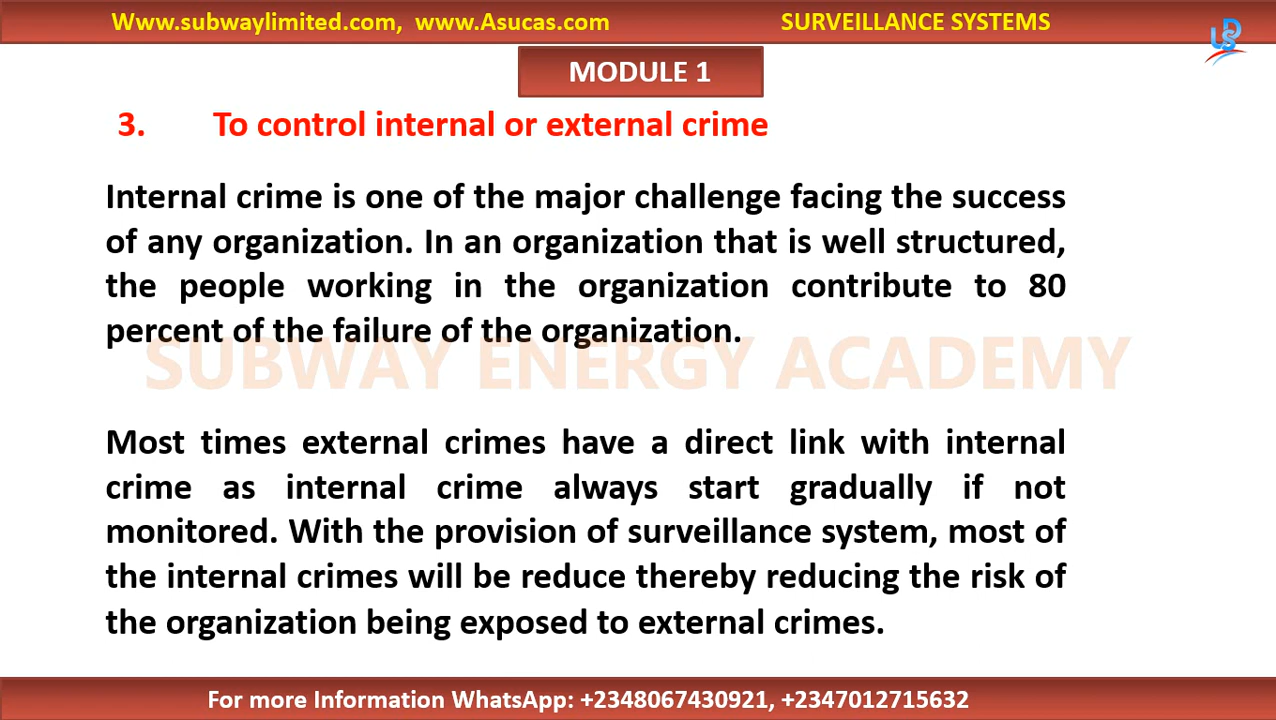 Www.subwaylimited.com, www.Asucas.com SURVEILLANCE SYSTEMS
MODULE 1
3. To control internal or external crime
Internal crime is one of the major challenge facing the success
of any organization. In an organization that is well structured,
the people working in the organization contribute to 80
percent of the failure of the organization.
SUBWAY ENERGY ACADEMY
Most times external crimes have a direct link with internal
crime as internal crime always start gradually if not
monitored. With the provision of surveillance system, most of
the internal crimes will be reduce thereby reducing the risk of
the organization being exposed to external crimes.
For more Information WhatsApp: +2348067430921, +2347012715632